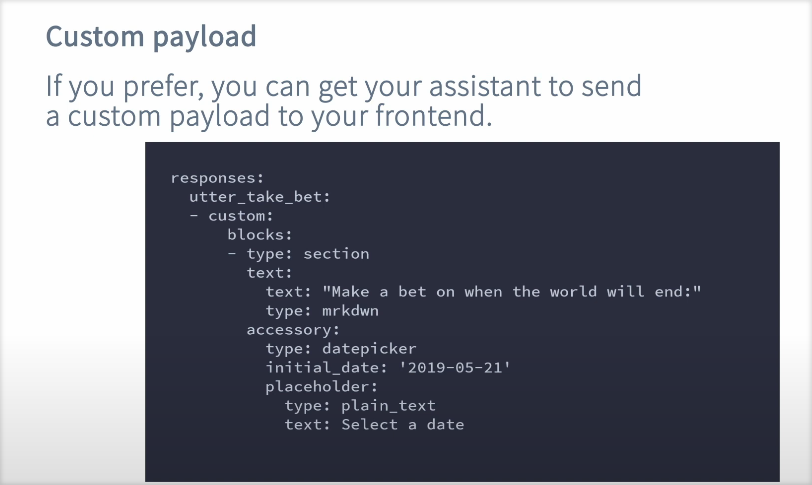 Custom payload
If you prefer, you can get your assistant to send
a custom payload to your frontend.
responses:
  utter_take_bet:
  - custom:
      blocks:
      - type: section
        text:
          text: "Make a bet on when the world will end:"
          type: mrkdwn
        accessory:
          type: datepicker
          initial_date: '2019-05-21'
          placeholder:
            type: plain_text
            text: Select a date